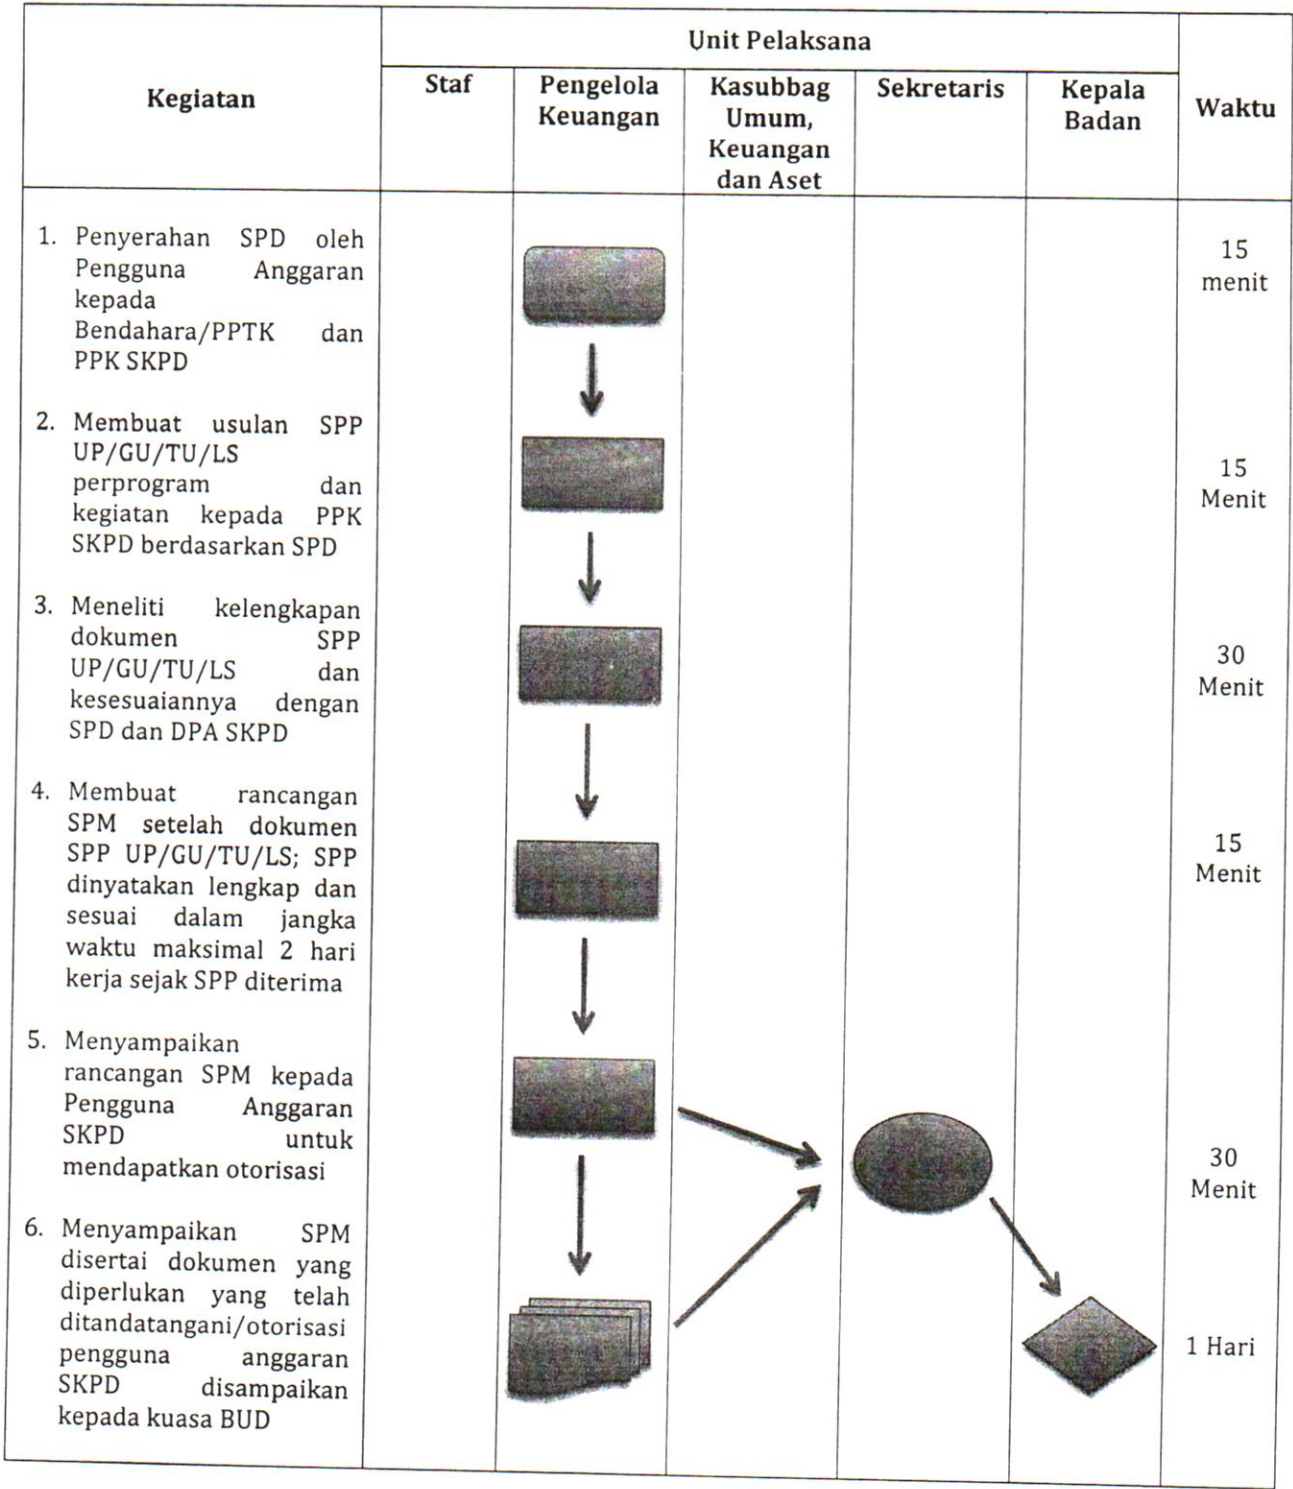 Kegiatan
Unit Pelaksana
Waktu
Staf
Pengelola
Keuangan
Kasubbag
Umum,
Keuangan
dan Aset
Sekretaris
Kepala
Badan
1. Penyerahan SPD oleh
Pengguna Anggaran
kepada
Bendahara/PPTK dan
PPK SKPD
15
menit
2. Membuat usulan SPP
UP/GU/TU/LS
perprogram dan
kegiatan kepada PPK
SKPD berdasarkan SPD
15
Menit
3. Meneliti kelengkapan
dokumen SPP
UP/GU/TU/LS dan
kesesuaiannya dengan
SPD dan DPA SKPD
30
Menit
4. Membuat rancangan
SPM setelah dokumen
SPP UP/GU/TU/LS; SPP
dinyatakan lengkap dan
sesuai dalam jangka
waktu maksimal 2 hari
kerja sejak SPP diterima
15
Menit
5. Menyampaikan
rancangan SPM kepada
Pengguna Anggaran
SKPD untuk
mendapatkan otorisasi
30
Menit
6. Menyampaikan SPM
disertai dokumen yang
diperlukan yang telah
ditandatangani/otorisasi
pengguna anggaran
SKPD disampaikan
kepada kuasa BUD
1 Hari